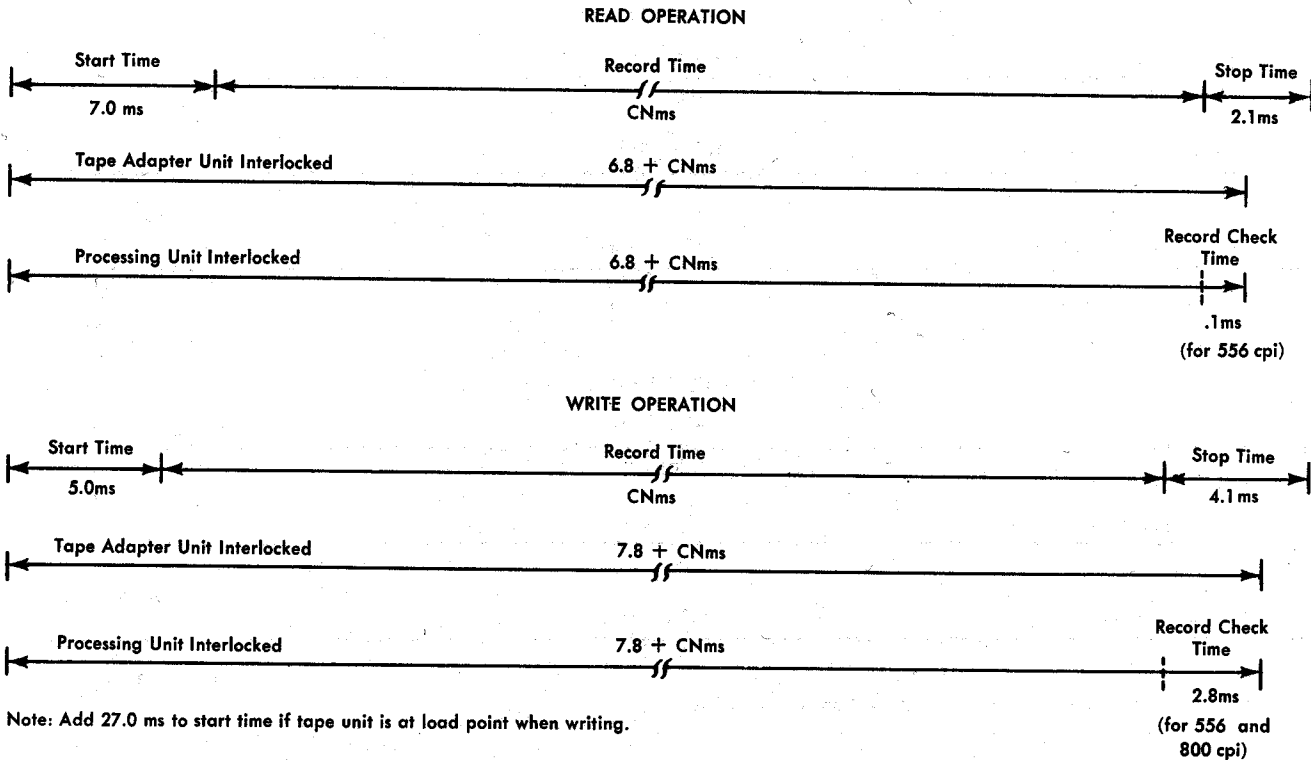 READ OPERATION
Start Time
Record Time
Stop Time
7.0 ms
CNms
2.1ms
Tape Adapter Unit Interlocked
6.8 + CNms
Processing Unit Interlocked
6.8 + CNms
Record Check
Time
.1ms
(for 556 cpi)
WRITE OPERATION
Start Time
Record Time
Stop Time
5.0ms
CNms
4.1ms
Tape Adapter Unit Interlocked
7.8 + CNms
Processing Unit Interlocked
7.8 + CNms
Record Check
Time
2.8ms
(for 556 and
800 cpi)
Note: Add 27.0 ms to start time if tape unit is at load point when writing.